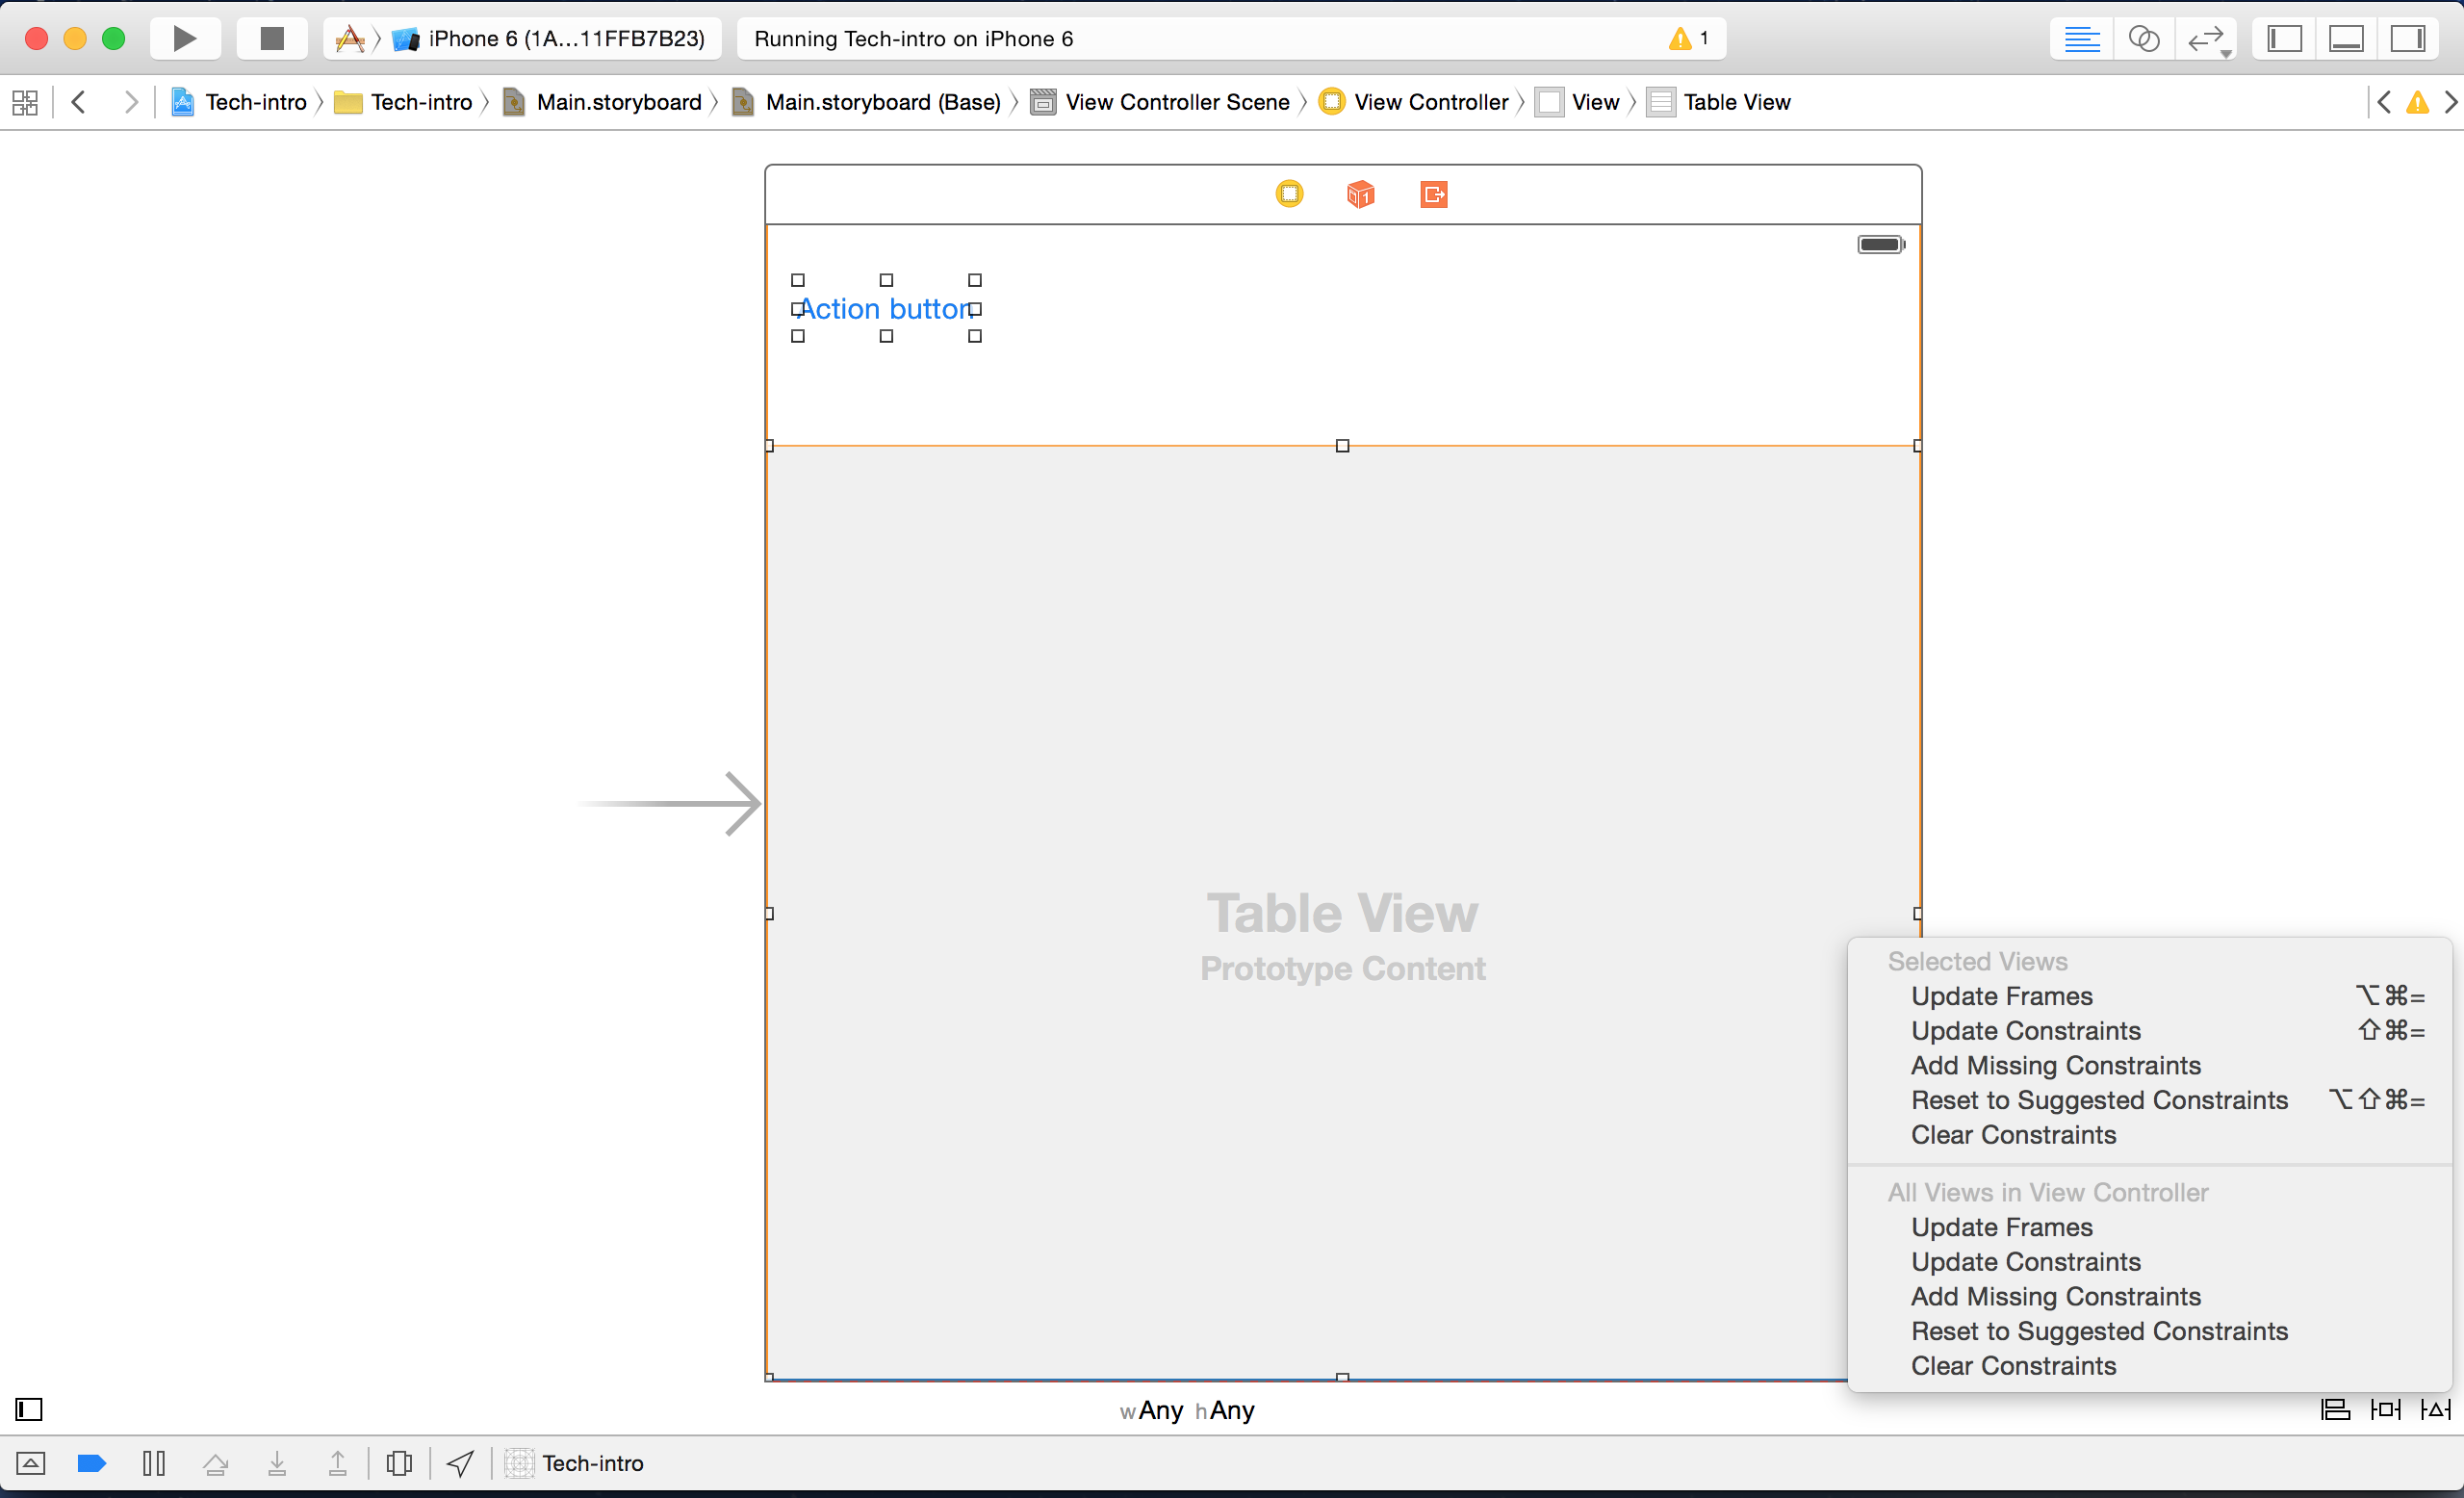 iPhone 6 (1A...11FFB7B23)
Running Tech-intro on iPhone 6
1
Tech-intro
Tech-intro
Main.storyboard
Main.storyboard (Base)
View Controller Scene
View Controller
View
Table View
1
Action button
Table View
Prototype Content
Selected Views
Update Frames ⌥⌘=
Update Constraints ⇧⌘=
Add Missing Constraints
Reset to Suggested Constraints ⌥⇧⌘=
Clear Constraints
All Views in View Controller
Update Frames
Update Constraints
Add Missing Constraints
Reset to Suggested Constraints
Clear Constraints
wAny hAny
Tech-intro